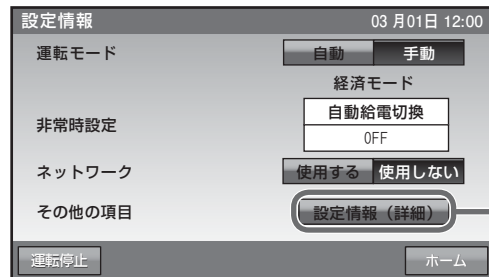 設定情報 03月01日 12:00
運転モード 自動 手動
経済モード
非常時設定 自動給電切換
OFF
ネットワーク 使用する 使用しない
その他の項目 設定情報（詳細）
運転停止 ホーム